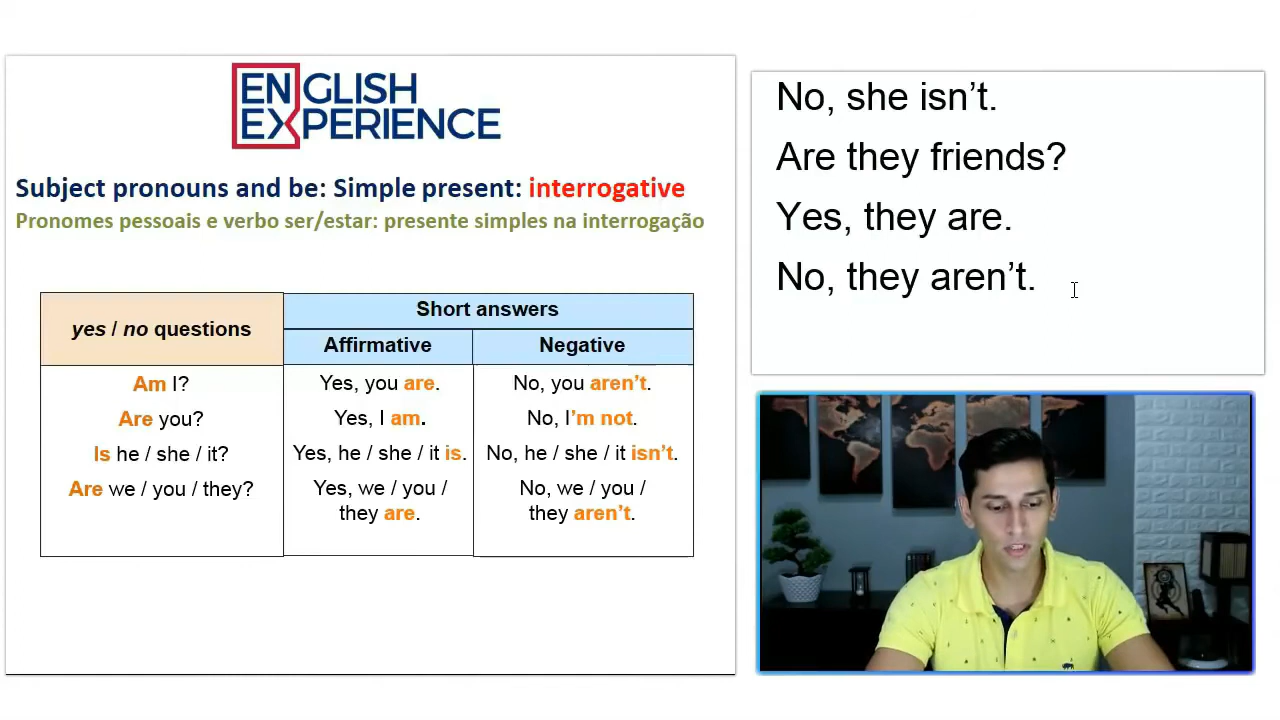 ENGLISH
EXPERIENCE
Subject pronouns and be: Simple present: interrogative
Pronomes pessoais e verbo ser/estar: presente simples na interrogação
yes / no questions
Short answers
Affirmative
Negative
Am I?
Yes, you are.
No, you aren’t.
Are you?
Yes, I am.
No, I’m not.
Is he / she / it?
Yes, he / she / it is.
No, he / she / it isn’t.
Are we / you / they?
Yes, we / you /
they are.
No, we / you /
they aren’t.
No, she isn’t.
Are they friends?
Yes, they are.
No, they aren’t.